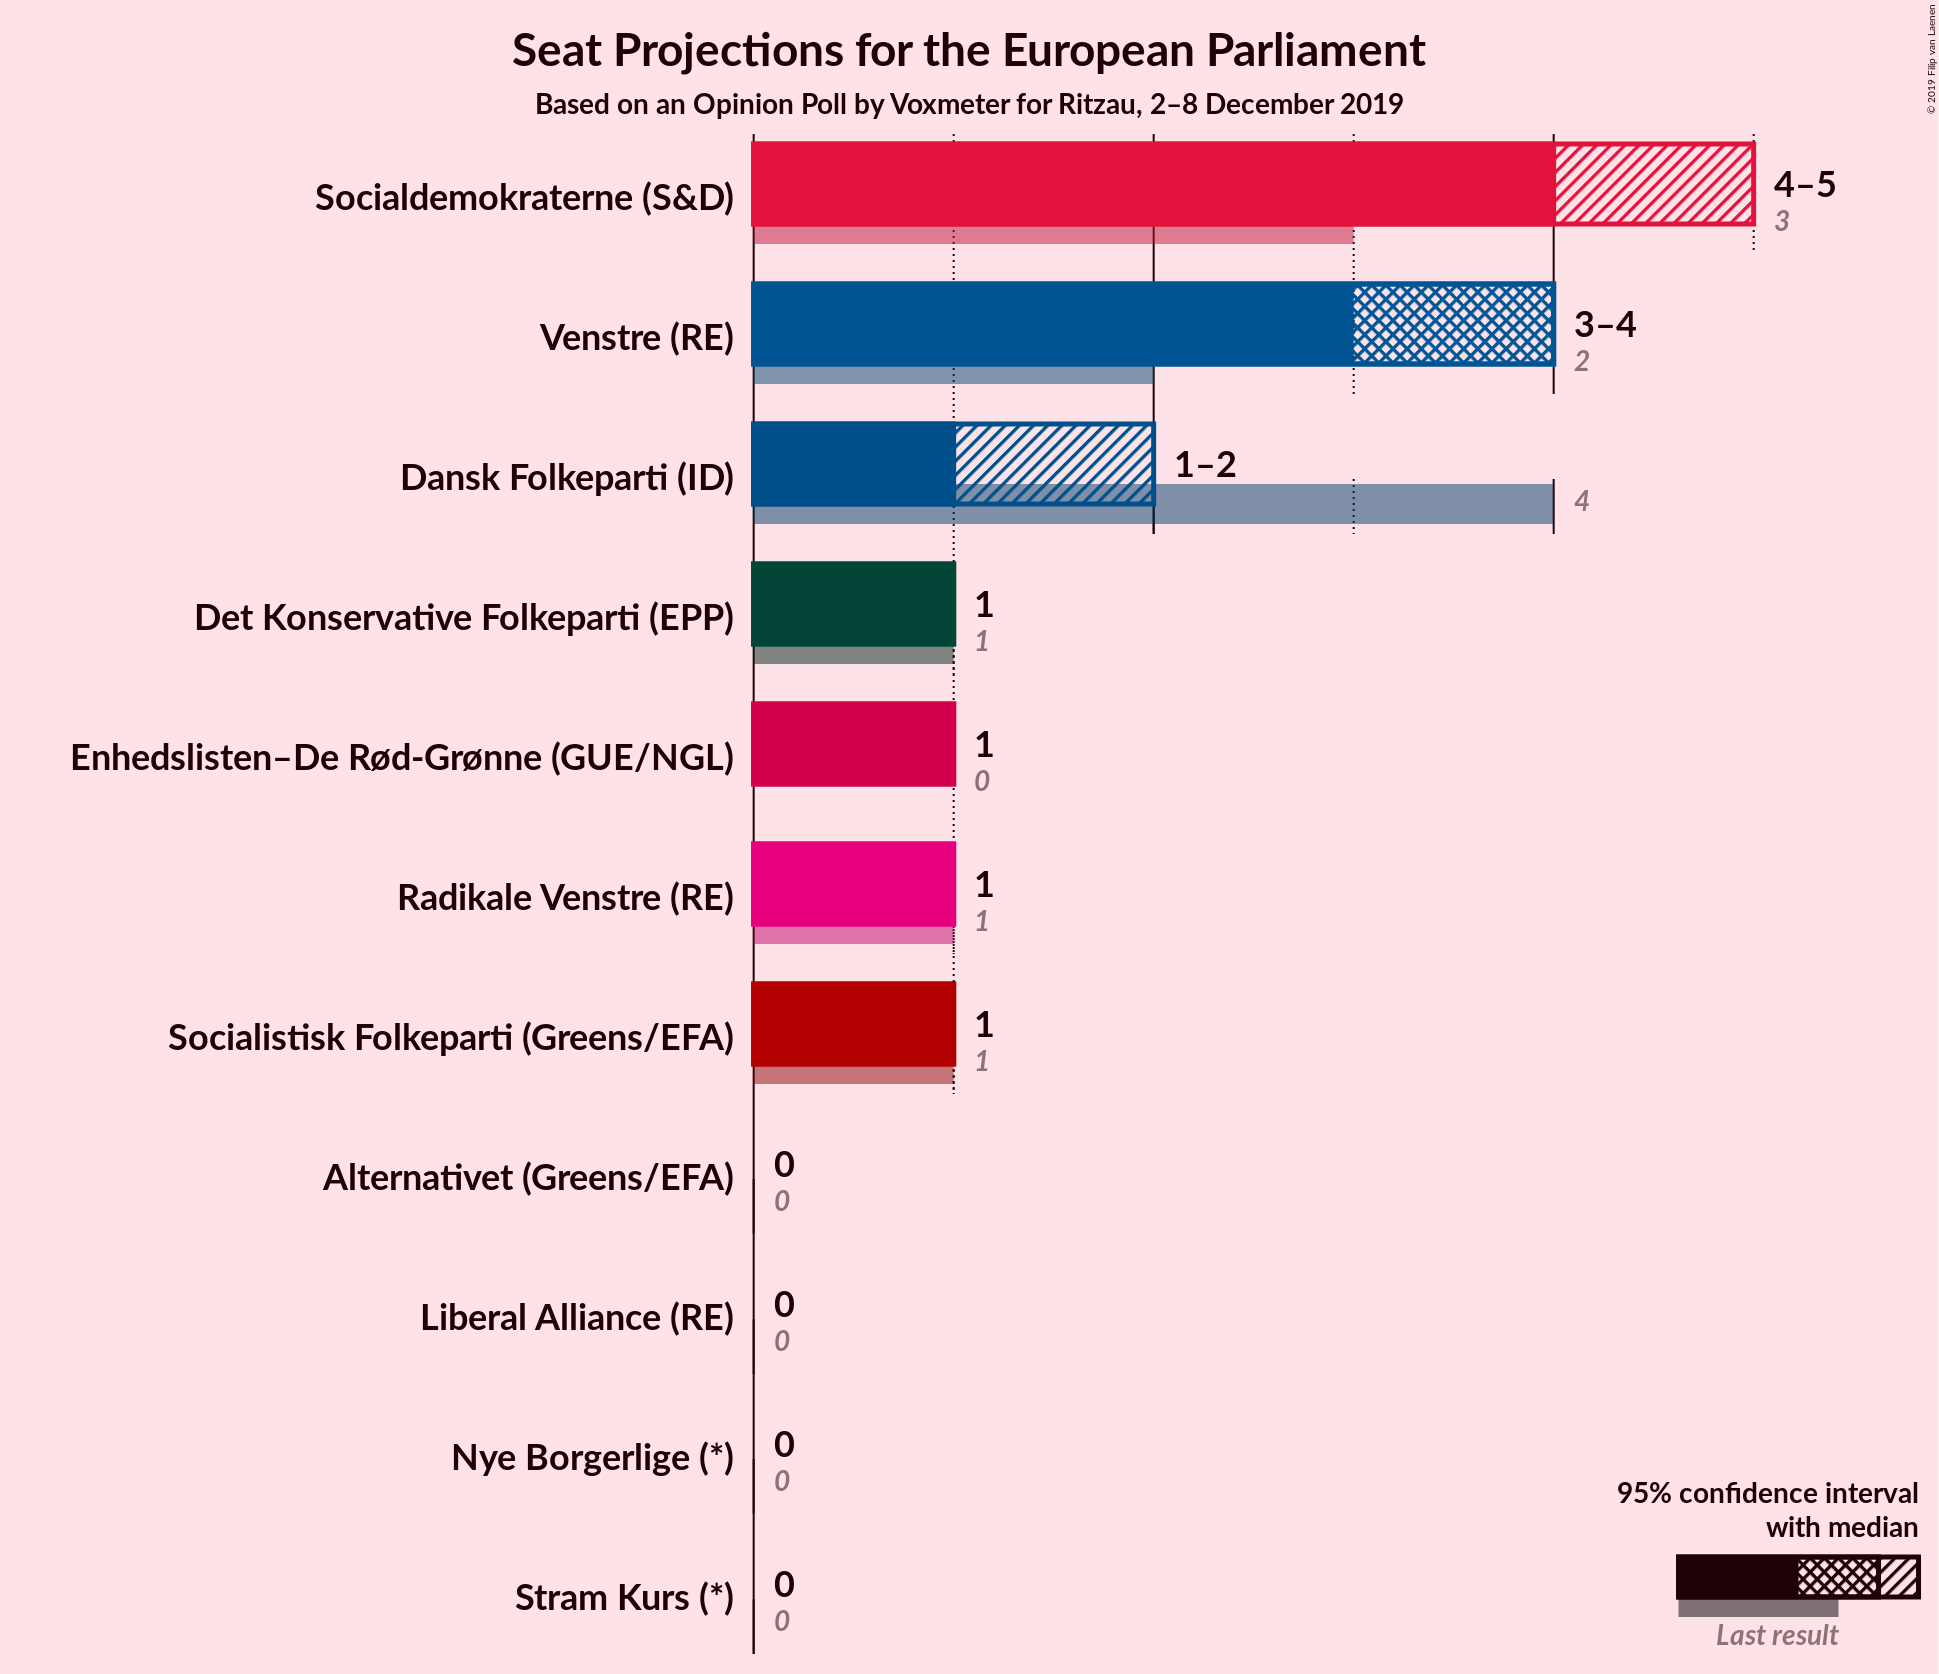 Seat Projections for the European Parliament
Based on an Opinion Poll by Voxmeter for Ritzau, 2–8 December 2019
© 2019 Filip van Laenen
Socialdemokraterne (S&D)
4–5
3
Venstre (RE)
3–4
2
Dansk Folkeparti (ID)
1–2
4
Det Konservative Folkeparti (EPP)
1
1
Enhedslisten–De Rød-Grønne (GUE/NGL)
1
0
Radikale Venstre (RE)
1
1
Socialistisk Folkeparti (Greens/EFA)
1
1
Alternativet (Greens/EFA)
0
0
Liberal Alliance (RE)
0
0
Nye Borgerlige (*)
0
0
Stram Kurs (*)
0
0
95% confidence interval
with median
Last result